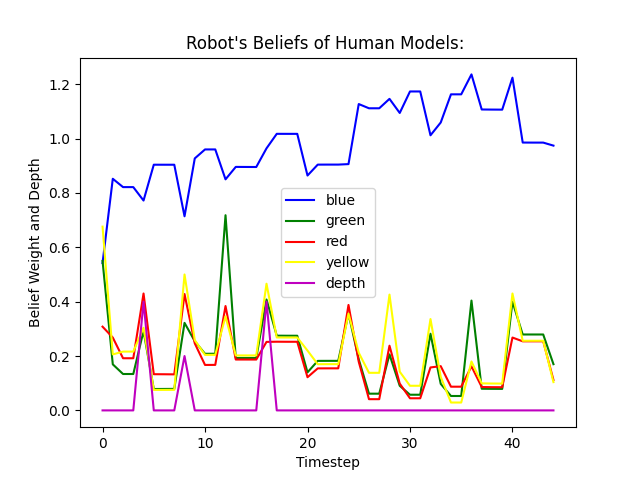 Robot's Beliefs of Human Models:
Belief Weight and Depth
1.2
1.0
0.8
0.6
0.4
0.2
0.0
blue
green
red
yellow
depth
0
10
20
30
40
Timestep